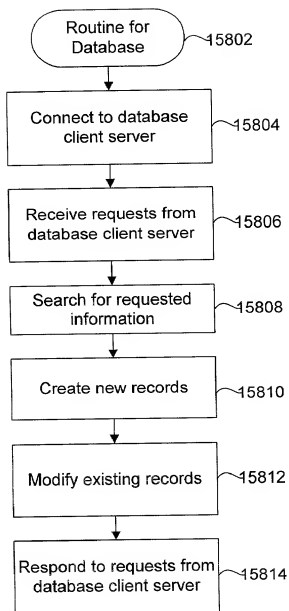 Routine for
Database
15802
Connect to database
client server
15804
Receive requests from
database client server
15806
Search for requested
information
15808
Create new records
15810
Modify existing records
15812
Respond to requests from
database client server
15814